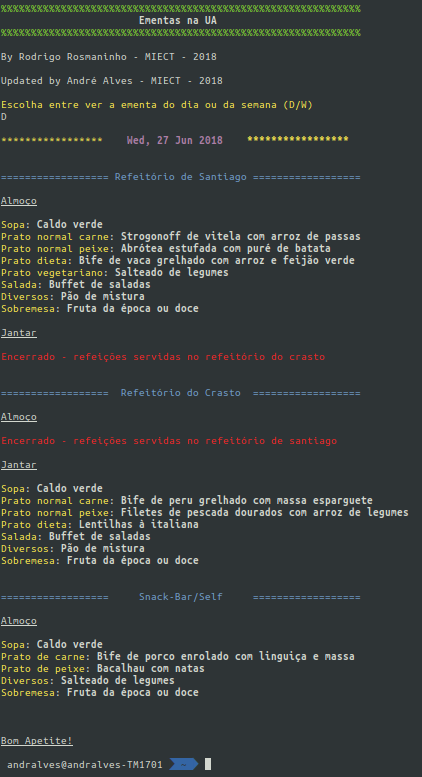 %%%%%%%%%%%%%%%%%%%%%%%%%%%%%%%%%%%%%%%%%%%%%%%%%%%%%%%%%%%%
Ementas na UA
%%%%%%%%%%%%%%%%%%%%%%%%%%%%%%%%%%%%%%%%%%%%%%%%%%%%%%%%%%%%
By Rodrigo Rosmaninho - MIECT - 2018
Updated by André Alves - MIECT - 2018
Escolha entre ver a ementa do dia ou da semana (D/W)
D
***************** Wed, 27 Jun 2018 *****************
================== Refeitório de Santiago ==================
Almoço
Sopa: Caldo verde
Prato normal carne: Strogonoff de vitela com arroz de passas
Prato normal peixe: Abrótea estufada com puré de batata
Prato dieta: Bife de vaca grelhado com arroz e feijão verde
Prato vegetariano: Salteado de legumes
Salada: Buffet de saladas
Diversos: Pão de mistura
Sobremesa: Fruta da época ou doce
Jantar
Encerrado - refeições servidas no refeitório do crasto
================== Refeitório do Crasto ==================
Almoço
Encerrado - refeições servidas no refeitório de santiago
Jantar
Sopa: Caldo verde
Prato normal carne: Bife de peru grelhado com massa esparguete
Prato normal peixe: Filetes de pescada dourados com arroz de legumes
Prato dieta: Lentilhas à italiana
Salada: Buffet de saladas
Diversos: Pão de mistura
Sobremesa: Fruta da época ou doce
================== Snack-Bar/Self ==================
Almoço
Sopa: Caldo verde
Prato de carne: Bife de porco enrolado com linguiça e massa
Prato de peixe: Bacalhau com natas
Diversos: Salteado de legumes
Sobremesa: Fruta da época ou doce
Bom Apetite!
andralves@andralves-TM1701 ~